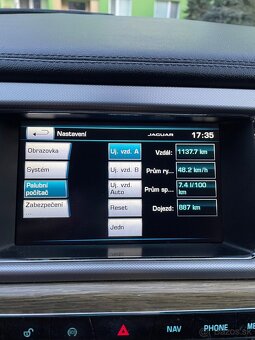 Nastavení
JAGUAR
17:35
Obrazovka
Uj. vzd. A
Vzdál:
1137.7 km
Systém
Uj. vzd. B
Prům ry...
48.2 km/h
Palubní
počítač
Uj. vzd
Auto
Prům sp...
7.4 l/100
km
Zabezpečení
...
Reset
Dojezd:
887 km
Jedn
NAV
PHONE